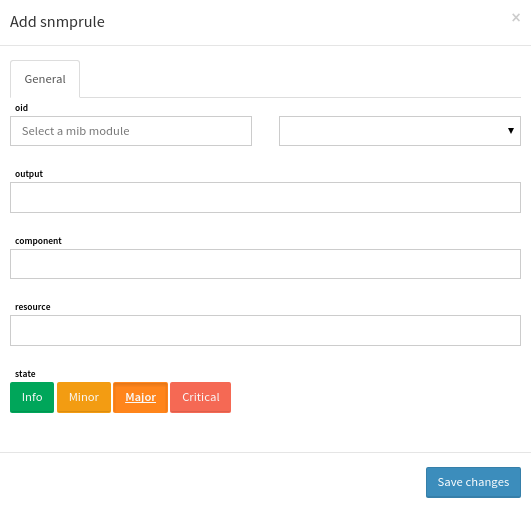 Add snmprule
×
General
oid
Select a mib module
output
component
resource
state
Info Minor Major Critical
Save changes